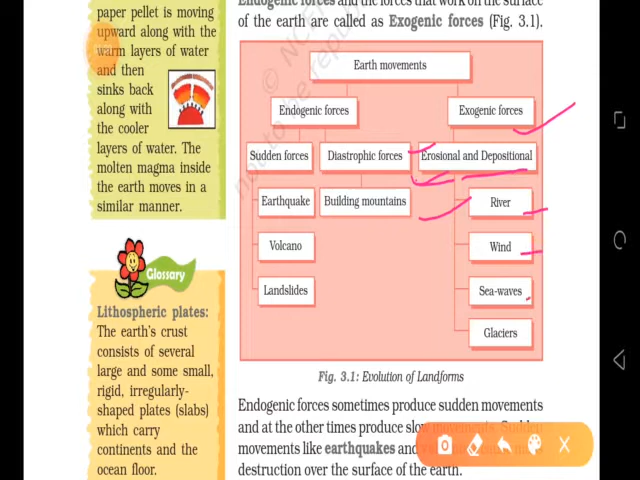 paper pellet is moving
upward along with the
warm layers of water
and then
sinks back
along with
the cooler
layers of water. The
molten magma inside
the earth moves in a
similar manner.
Glossary
Lithospheric plates:
The earth's crust
consists of several
large and some small,
rigid, irregularly-
shaped plates (slabs)
which carry
continents and
the ocean floor.
Endogenic forces and the forces that work on the surface
of the earth are called as Exogenic forces (Fig. 3.1).
Earth movements
Endogenic forces
Exogenic forces
Sudden forces
Diastrophic forces
Erosional and Depositional
Earthquake
Building mountains
River
Volcano
Wind
Landslides
Sea-waves
Glaciers
Fig. 3.1: Evolution of Landforms
Endogenic forces sometimes produce sudden movements
and at the other times produce slow movements. Sudden
movements like earthquakes and
destruction over the surface of the earth.